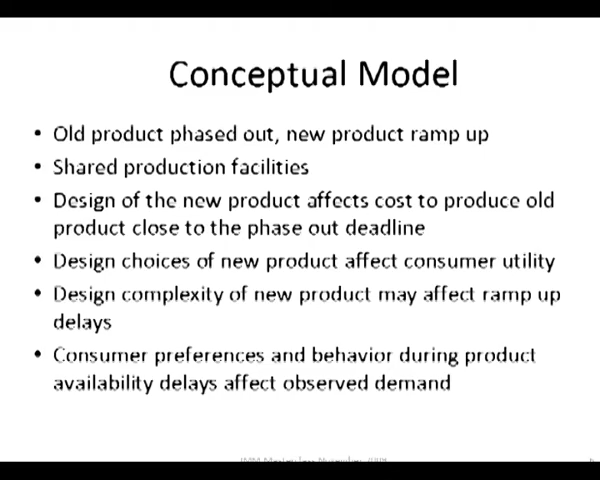 Conceptual Model
• Old product phased out, new product ramp up
• Shared production facilities
• Design of the new product affects cost to produce old
product close to the phase out deadline
• Design choices of new product affect consumer utility
• Design complexity of new product may affect ramp up
delays
• Consumer preferences and behavior during product
availability delays affect observed demand